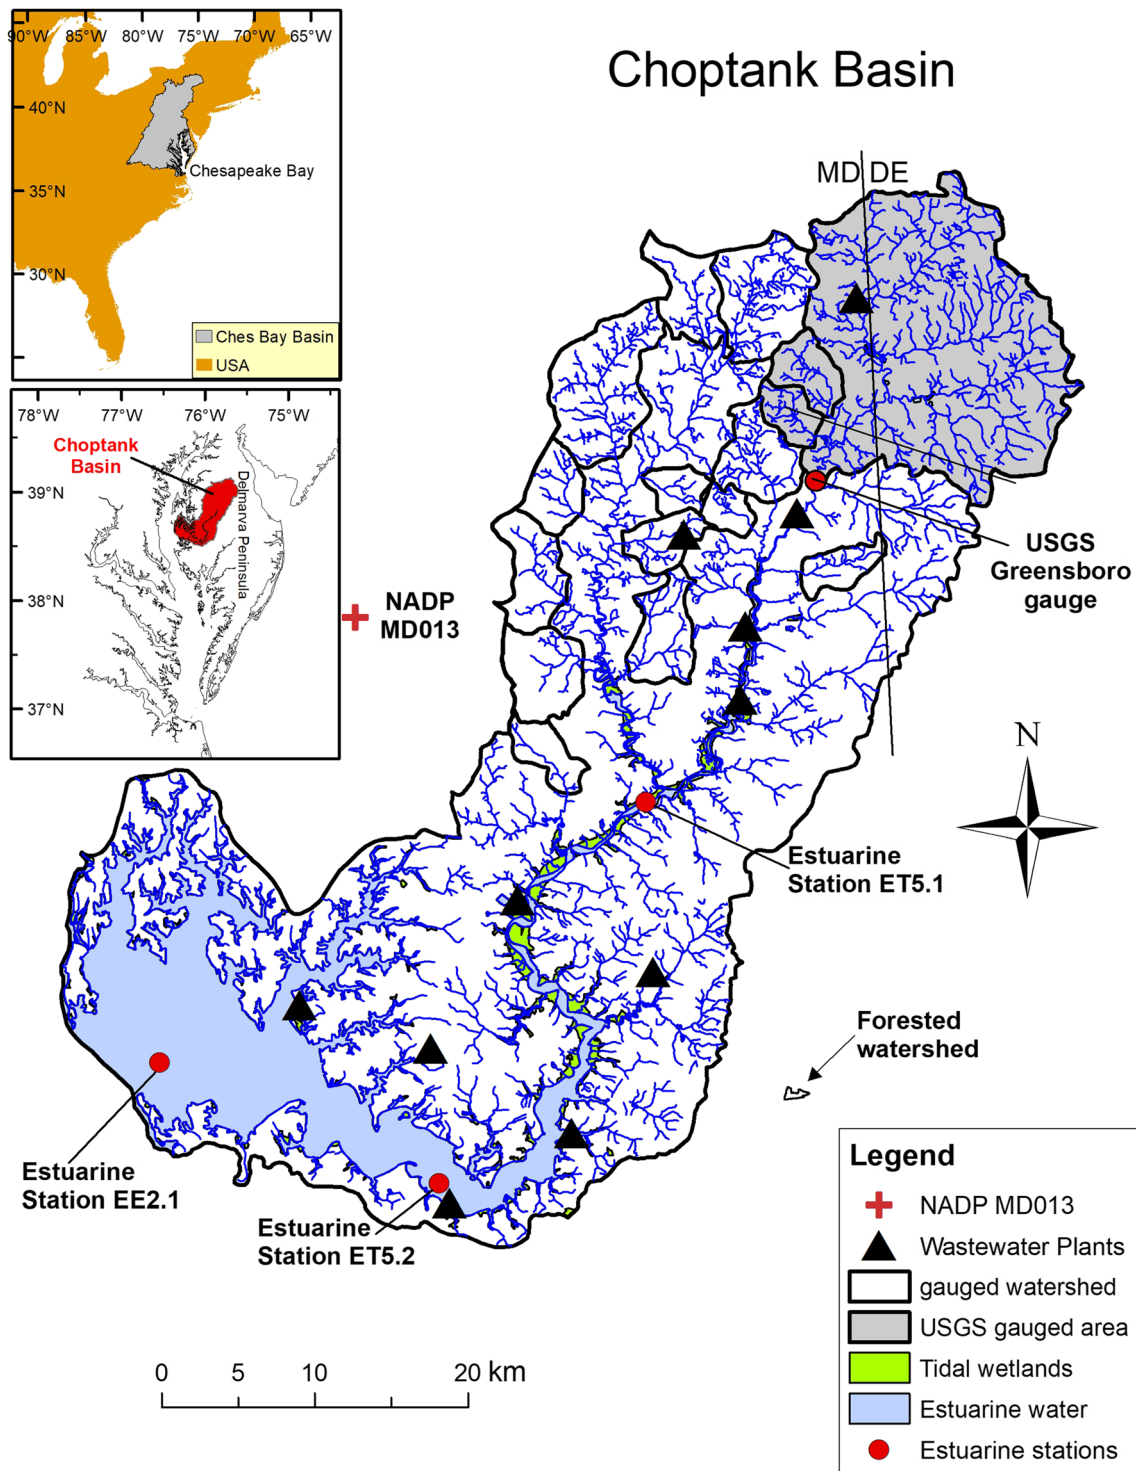 90°W 85°W 80°W 75°W 70°W 65°W
40°N
35°N
30°N
Chesapeake Bay
Ches Bay Basin
USA
78°W 77°W 76°W 75°W
Choptank
Basin
39°N
38°N
37°N
Delmarva Peninsula
NADP
MD013
Choptank Basin
MD DE
USGS
Greensboro
gauge
N
Estuarine
Station ET5.1
Forested
watershed
Estuarine
Station EE2.1
Estuarine
Station ET5.2
0 5 10 20 km
Legend
NADP MD013
Wastewater Plants
gauged watershed
USGS gauged area
Tidal wetlands
Estuarine water
Estuarine stations